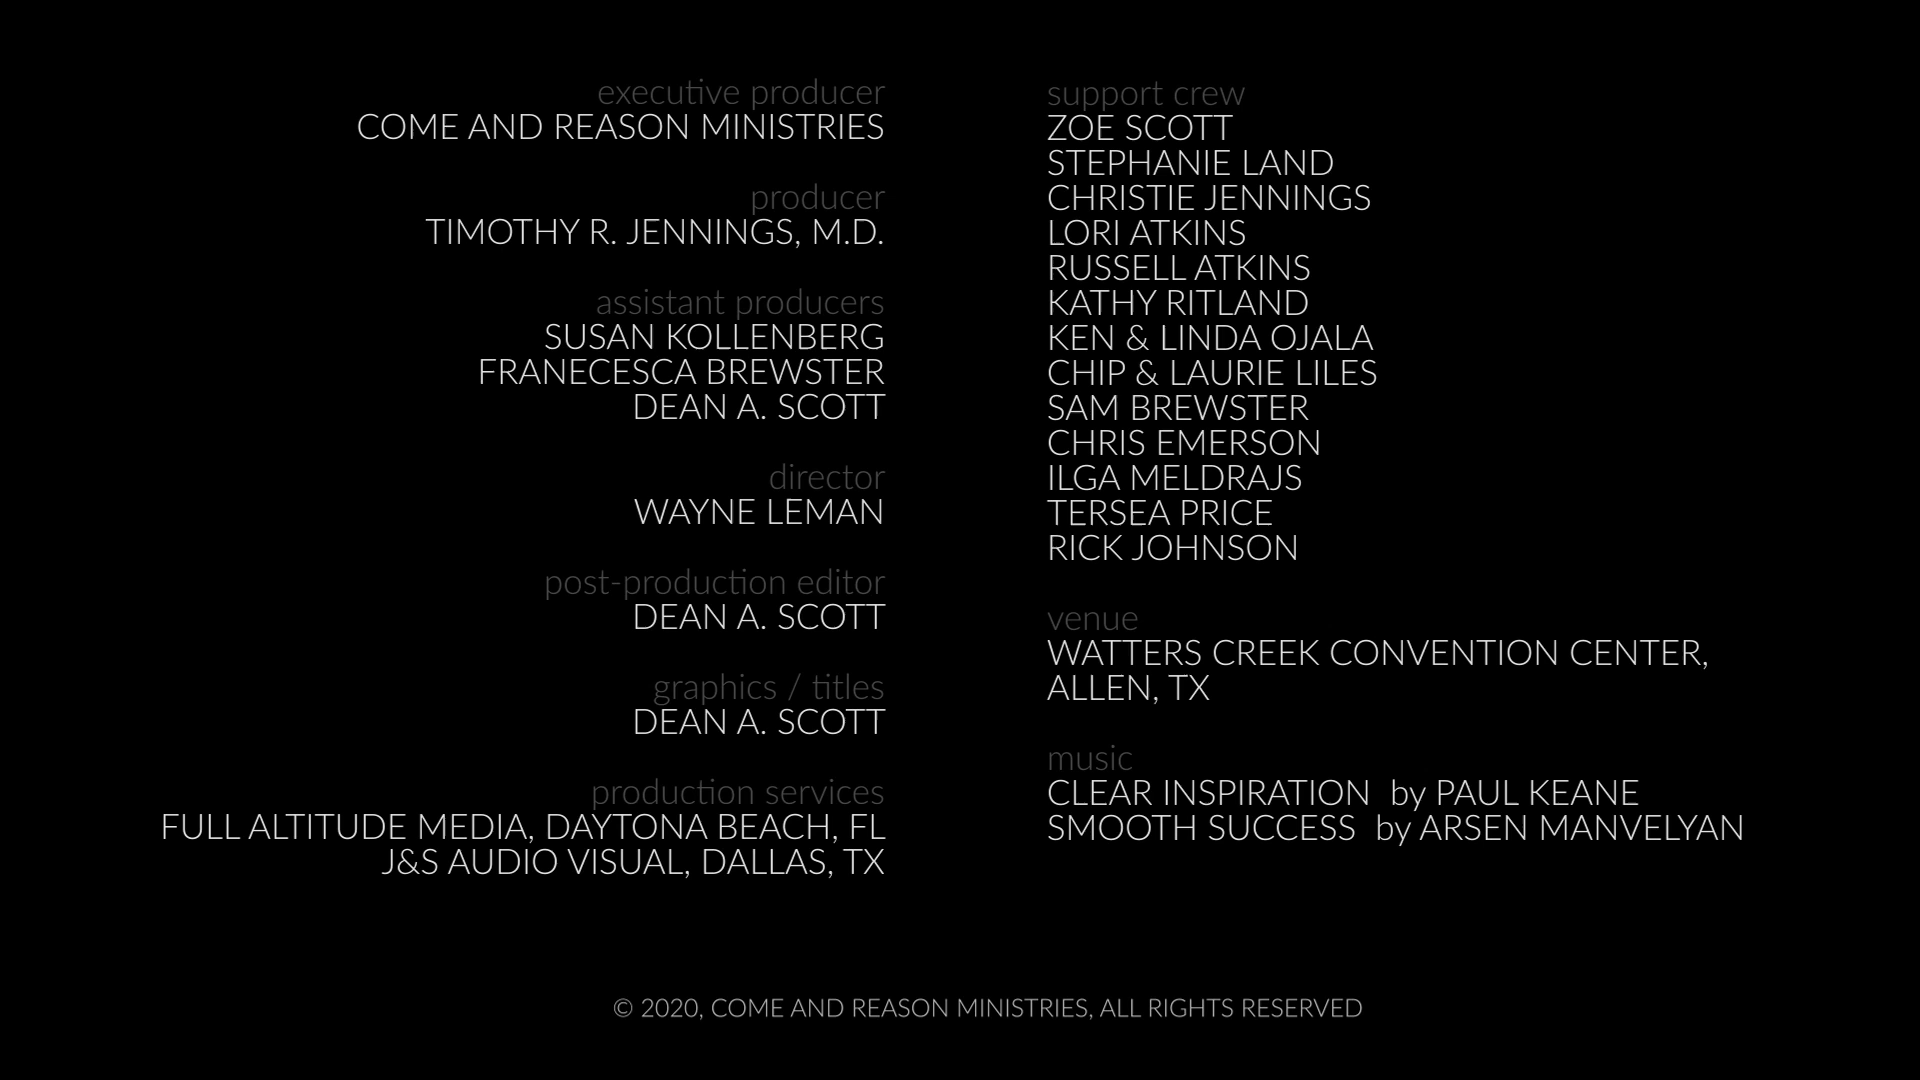 executive producer
COME AND REASON MINISTRIES
producer
TIMOTHY R. JENNINGS, M.D.
assistant producers
SUSAN KOLLENBERG
FRANECESCA BREWSTER
DEAN A. SCOTT
director
WAYNE LEMAN
post-production editor
DEAN A. SCOTT
graphics / titles
DEAN A. SCOTT
production services
FULL ALTITUDE MEDIA, DAYTONA BEACH, FL
J&S AUDIO VISUAL, DALLAS, TX
support crew
ZOE SCOTT
STEPHANIE LAND
CHRISTIE JENNINGS
LORI ATKINS
RUSSELL ATKINS
KATHY RITLAND
KEN & LINDA OJALA
CHIP & LAURIE LILES
SAM BREWSTER
CHRIS EMERSON
ILGA MELDRAJS
TERSEA PRICE
RICK JOHNSON
venue
WATTERS CREEK CONVENTION CENTER,
ALLEN, TX
music
CLEAR INSPIRATION  by PAUL KEANE
SMOOTH SUCCESS  by ARSEN MANVELYAN
© 2020, COME AND REASON MINISTRIES, ALL RIGHTS RESERVED